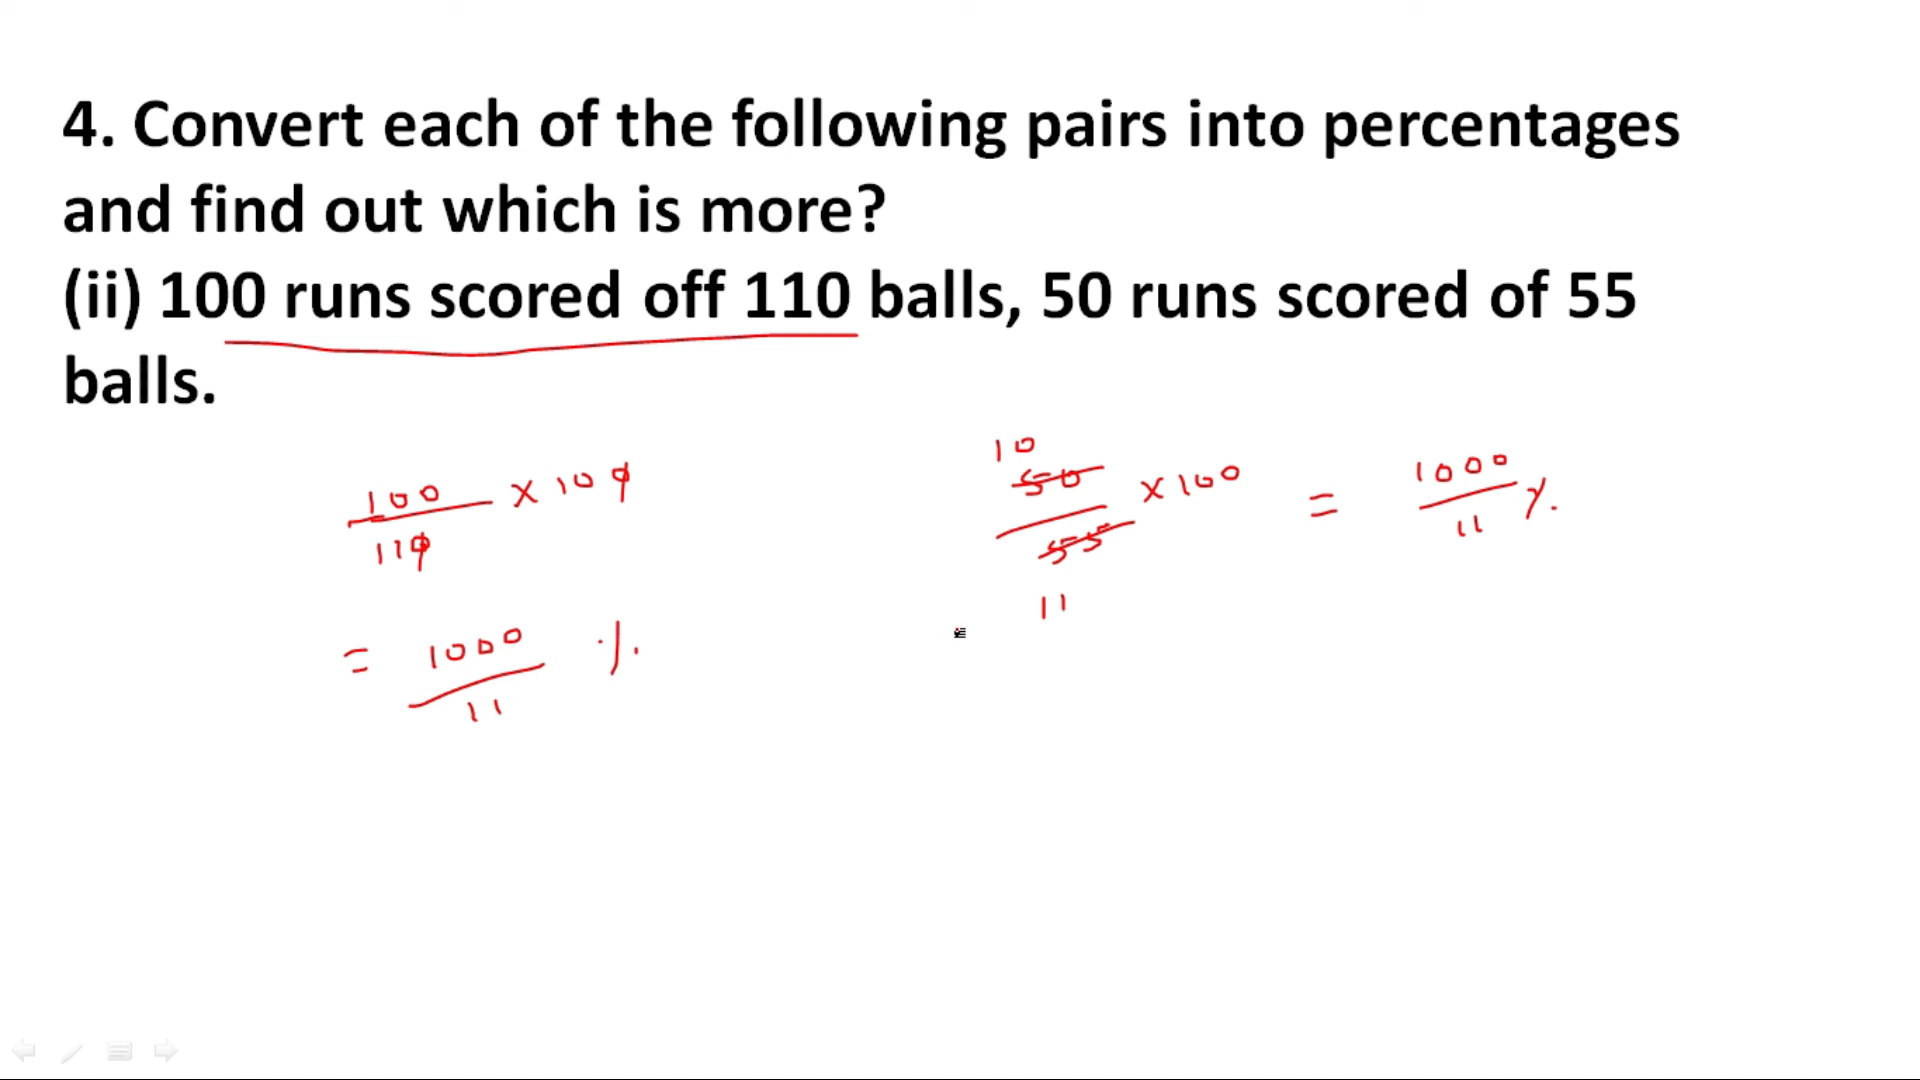 4. Convert each of the following pairs into percentages
and find out which is more?
(ii) 100 runs scored off 110 balls, 50 runs scored of 55
balls.
100/110 × 100
= 1000/11 %
10
50/55 × 100 = 1000/11 %
11